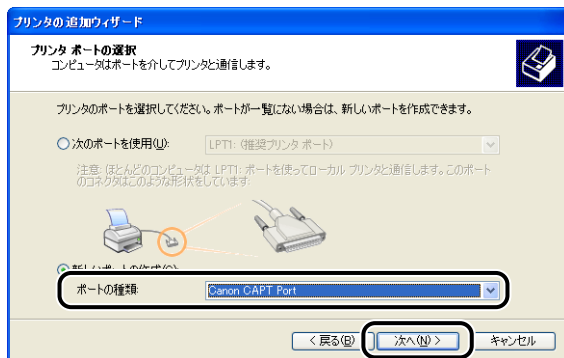 プリンタの追加ウィザード
プリンタ ポートの選択
コンピュータはポートを介してプリンタと通信します。
プリンタのポートを選択してください。ポートが一覧にない場合は、新しいポートを作成できます。
次のポートを使用(U): LPT1: (推奨プリンタ ポート)
注意: ほとんどのコンピュータは LPT1: ポートを使ってローカル プリンタと通信します。このポート
のコネクタはこのような形状をしています:
ポートの種類: Canon CAPT Port
< 戻る(B) 次へ(N) > キャンセル